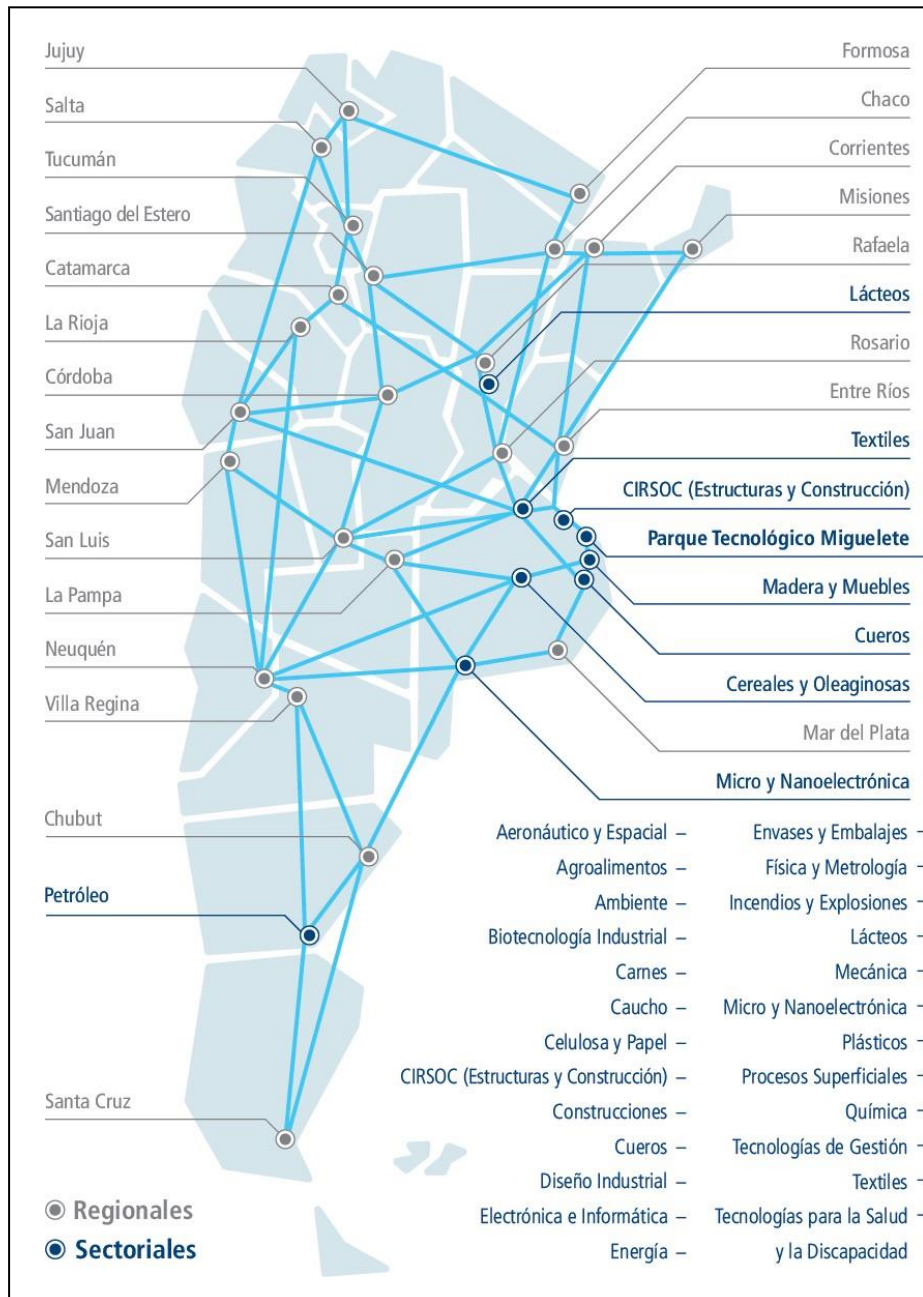 Jujuy
Salta
Tucumán
Santiago del Estero
Catamarca
La Rioja
Córdoba
San Juan
Mendoza
San Luis
La Pampa
Neuquén
Villa Regina
Chubut
Petróleo
Santa Cruz
Regionales
Sectoriales
Formosa
Chaco
Corrientes
Misiones
Rafaela
Lácteos
Rosario
Entre Ríos
Textiles
CIRSOC (Estructuras y Construcción)
Parque Tecnológico Miguelete
Madera y Muebles
Cueros
Cereales y Oleaginosas
Mar del Plata
Micro y Nanoelectrónica
Aeronáutico y Espacial –
Agroalimentos –
Ambiente –
Biotecnología Industrial –
Carnes –
Caucho –
Celulosa y Papel –
CIRSOC (Estructuras y Construcción) –
Construcciones –
Cueros –
Diseño Industrial –
Electrónica e Informática –
Energía –
Envases y Embalajes –
Física y Metrología –
Incendios y Explosiones –
Lácteos –
Mecánica –
Micro y Nanoelectrónica –
Plásticos –
Procesos Superficiales –
Química –
Tecnologías de Gestión –
Textiles –
Tecnologías para la Salud –
y la Discapacidad